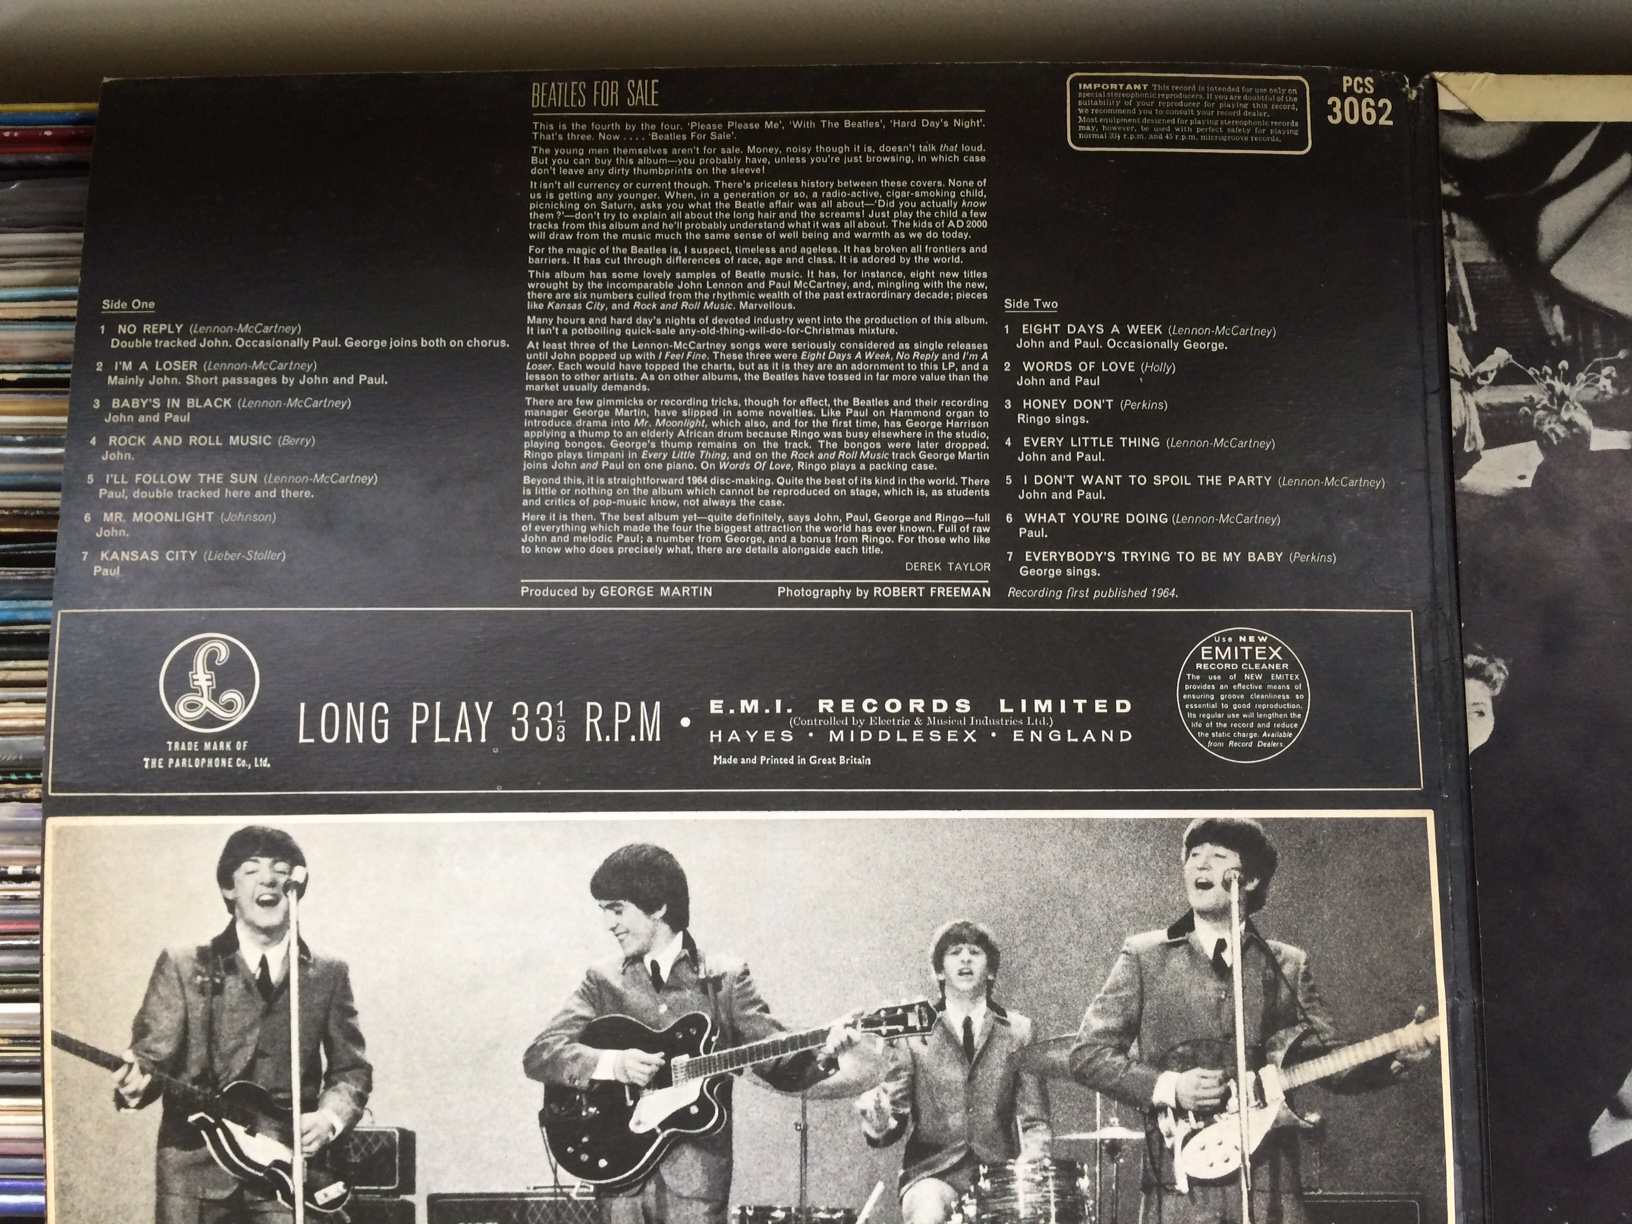 BEATLES FOR SALE
This is the fourth by the four. 'Please Please Me', 'With The Beatles', 'Hard Day's Night'.
That's three. Now . . . . 'Beatles For Sale'.
The young men themselves aren't for sale. Money, noisy though it is, doesn't talk that loud.
But you can buy this album—you probably have, unless you're just browsing, in which case
don't leave any dirty thumbprints on the sleeve!
It isn't all currency or current though. There's priceless history between these covers. None of
us is getting any younger. When, in a generation or so, a radio-active, cigar-smoking child,
picnicking on Saturn, asks you what the Beatle affair was all about—'Did you actually know
them?'—don't try to explain all about the long hair and the screams! Just play the child a few
tracks from this album and he'll probably understand what it was all about. The kids of AD 2000
will draw from the music much the same sense of well being and warmth as we do today.
For the magic of the Beatles is, I suspect, timeless and ageless. It has broken all frontiers and
barriers. It has cut through differences of race, age and class. It is adored by the world.
This album has some lovely samples of Beatle music. It has, for instance, eight new titles
wrought by the incomparable John Lennon and Paul McCartney, and, mingling with the new,
there are six numbers culled from the rhythmic wealth of the past extraordinary decade; pieces
like Kansas City, and Rock and Roll Music. Marvellous.
Many hours and hard day's nights of devoted industry went into the production of this album.
It isn't a potboiling quick-sale any-old-thing-will-do-for-Christmas mixture.
At least three of the Lennon-McCartney songs were seriously considered as single releases
until John popped up with I Feel Fine. These three were Eight Days A Week, No Reply and I'm A
Loser. Each would have topped the charts, but as it is they are an adornment to this LP, and a
lesson to other artists. As on other albums, the Beatles have tossed in far more value than the
market usually demands.
There are few gimmicks or recording tricks, though for effect, the Beatles and their recording
manager George Martin, have slipped in some novelties. Like Paul on Hammond organ to
introduce drama into Mr. Moonlight, which also, and for the first time, has George Harrison
applying a thump to an elderly African drum because Ringo was busy elsewhere in the studio,
playing bongos. George's thump remains on the track. The bongos were later dropped.
Ringo plays timpani in Every Little Thing, and on the Rock and Roll Music track George Martin
joins John and Paul on one piano. On Words Of Love, Ringo plays a packing case.
Beyond this, it is straightforward 1964 disc-making. Quite the best of its kind in the world. There
is little or nothing on the album which cannot be reproduced on stage, which is, as students
and critics of pop-music know, not always the case.
Here it is then. The best album yet—quite definitely, says John, Paul, George and Ringo—full
of everything which made the four the biggest attraction the world has ever known. Full of raw
John and melodic Paul; a number from George, and a bonus from Ringo. For those who like
to know who does precisely what, there are details alongside each title.
DEREK TAYLOR
Produced by GEORGE MARTIN Photography by ROBERT FREEMAN
IMPORTANT This record is intended for use only on
special stereophonic reproducers. If you are doubtful of the
suitability of your reproducer for playing this record,
we recommend you to consult your record dealer.
Most equipment designed for playing stereophonic records
may, however, be used with perfect safety for playing
normal 33⅓ r.p.m. and 45 r.p.m. microgroove records.
PCS
3062
Side One
1 NO REPLY (Lennon-McCartney)
Double tracked John. Occasionally Paul. George joins both on chorus.
2 I'M A LOSER (Lennon-McCartney)
Mainly John. Short passages by John and Paul.
3 BABY'S IN BLACK (Lennon-McCartney)
John and Paul
4 ROCK AND ROLL MUSIC (Berry)
John.
5 I'LL FOLLOW THE SUN (Lennon-McCartney)
Paul, double tracked here and there.
6 MR. MOONLIGHT (Johnson)
John.
7 KANSAS CITY (Lieber-Stoller)
Paul
Side Two
1 EIGHT DAYS A WEEK (Lennon-McCartney)
John and Paul. Occasionally George.
2 WORDS OF LOVE (Holly)
John and Paul
3 HONEY DON'T (Perkins)
Ringo sings.
4 EVERY LITTLE THING (Lennon-McCartney)
John and Paul.
5 I DON'T WANT TO SPOIL THE PARTY (Lennon-McCartney)
John and Paul.
6 WHAT YOU'RE DOING (Lennon-McCartney)
Paul.
7 EVERYBODY'S TRYING TO BE MY BABY (Perkins)
George sings.
Recording first published 1964.
£
TRADE MARK OF
THE PARLOPHONE Co., Ltd.
LONG PLAY 33⅓ R.P.M •
E.M.I. RECORDS LIMITED
(Controlled by Electric & Musical Industries Ltd.)
HAYES • MIDDLESEX • ENGLAND
Made and Printed in Great Britain
Use NEW
EMITEX
RECORD CLEANER
The use of NEW EMITEX
provides an effective means of
ensuring groove cleanliness so
essential to good reproduction.
Its regular use will lengthen the
life of the record and reduce
the static charge. Available
from Record Dealers.